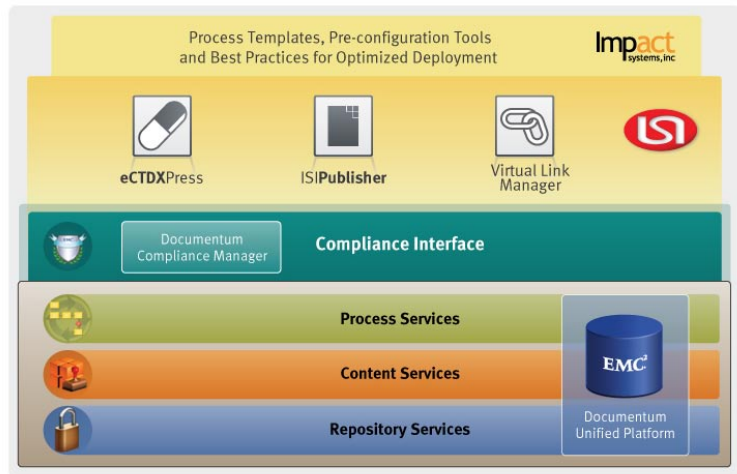 Process Templates, Pre-configuration Tools
and Best Practices for Optimized Deployment
Impact
systems,inc
eCTDXPress
ISIPublisher
Virtual Link
Manager
ISI
EMC²
Documentum
Compliance Manager
Compliance Interface
Process Services
Content Services
Repository Services
EMC²
Documentum
Unified Platform